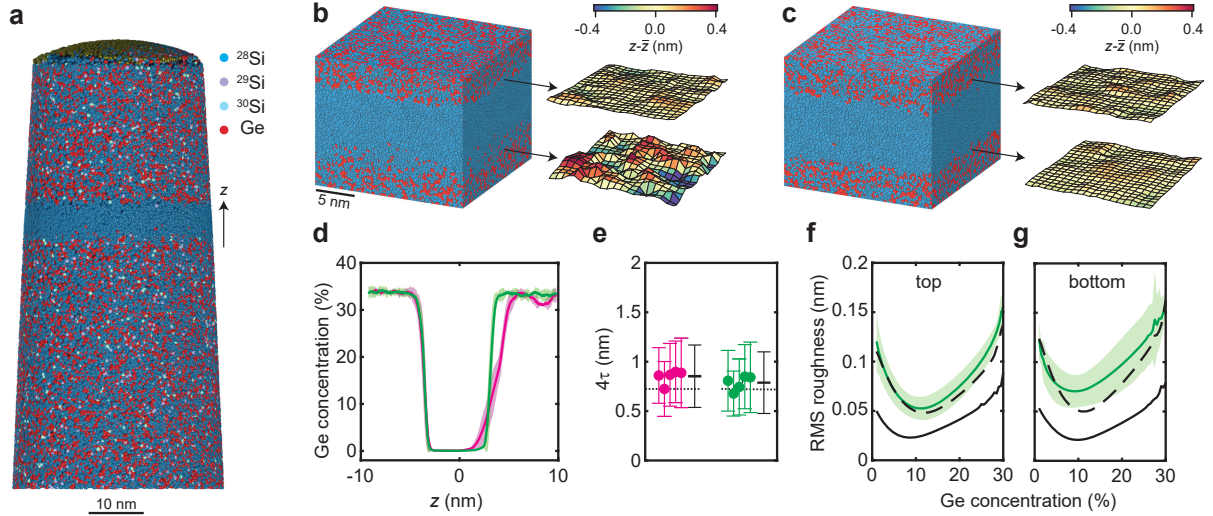 a
²⁸Si
²⁹Si
³⁰Si
Ge
z
10 nm
b
-0.4
0.0
0.4
z-z̄ (nm)
5 nm
c
-0.4
0.0
0.4
z-z̄ (nm)
d
Ge concentration (%)
40
30
20
10
0
-10
0
10
z (nm)
e
4τ (nm)
2
1.5
1
0.5
0
f
top
RMS roughness (nm)
0.2
0.15
0.1
0.05
0
0
10
20
30
g
bottom
0
10
20
30
Ge concentration (%)